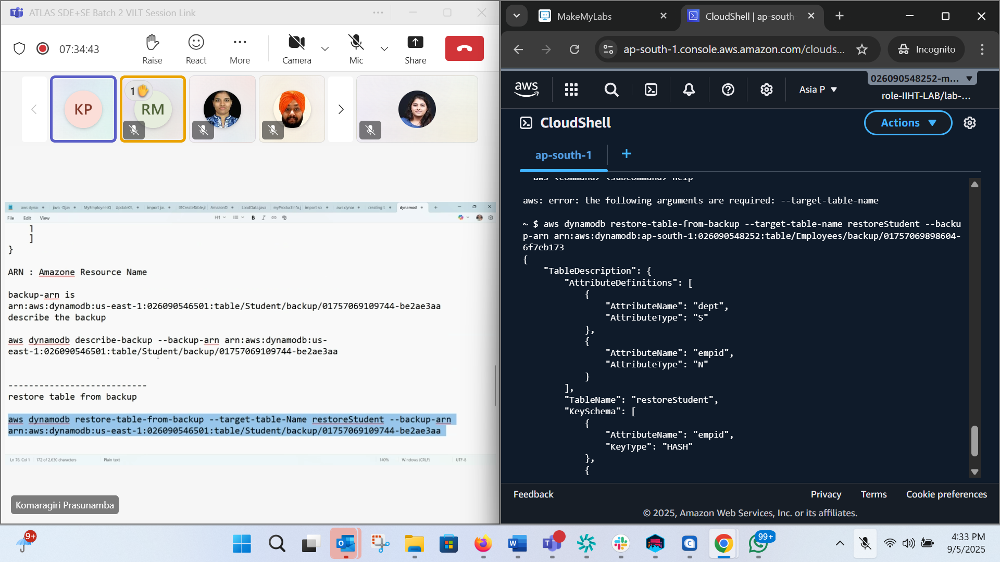 ATLAS SDE+SE Batch 2 VILT Session Link
07:34:43
Raise
React
More
Camera
Mic
Share
KP
1
RM
aws dynar
java -Djav
MyEmployeesQ
Update01.
import jav
01CreateTable.ja
AmazonD
LoadData.java
myProductInfo.j
import so
aws dynar
creating t
dynamod
File
Edit
View
H1
B
I
]
]
}
ARN : Amazone Resource Name
backup-arn is
arn:aws:dynamodb:us-east-1:026090546501:table/Student/backup/01757069109744-be2ae3aa
describe the backup
aws dynamodb describe-backup --backup-arn arn:aws:dynamodb:us-
east-1:026090546501:table/Student/backup/01757069109744-be2ae3aa
---------------------------
restore table from backup
aws dynamodb restore-table-from-backup --target-table-Name restoreStudent --backup-arn
arn:aws:dynamodb:us-east-1:026090546501:table/Student/backup/01757069109744-be2ae3aa
Ln 76, Col 1
172 of 2,630 characters
Plain text
140%
Windows (CRLF)
UTF-8
Komaragiri Prasunamba
MakeMyLabs
CloudShell | ap-south-
ap-south-1.console.aws.amazon.com/clouds...
Incognito
aws
Asia P
026090548252-m...
role-IIHT-LAB/lab-...
CloudShell
Actions
ap-south-1
aws <command> <subcommand> help
aws: error: the following arguments are required: --target-table-name
~ $ aws dynamodb restore-table-from-backup --target-table-name restoreStudent --backu
p-arn arn:aws:dynamodb:ap-south-1:026090548252:table/Employees/backup/01757069898604-
6f7eb173
{
"TableDescription": {
"AttributeDefinitions": [
{
"AttributeName": "dept",
"AttributeType": "S"
},
{
"AttributeName": "empid",
"AttributeType": "N"
}
],
"TableName": "restoreStudent",
"KeySchema": [
{
"AttributeName": "empid",
"KeyType": "HASH"
},
{
Feedback
Privacy
Terms
Cookie preferences
© 2025, Amazon Web Services, Inc. or its affiliates.
9+
99+
4:33 PM
9/5/2025